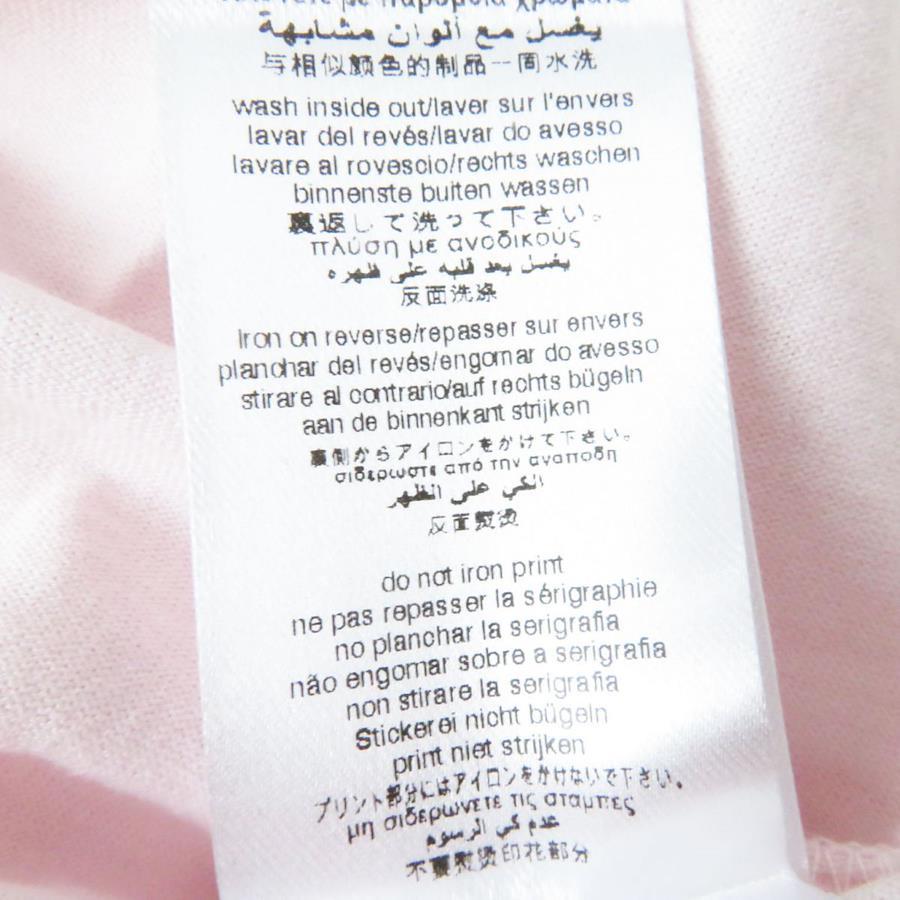 με παρόμοια χρώματα
يغسل مع ألوان مشابهة
与相似颜色的制品一同水洗
wash inside out/laver sur l'envers
lavar del revés/lavar do avesso
lavare al rovescio/rechts waschen
binnenste buiten wassen
裏返して洗って下さい。
πλύση με ανοδικούς
يغسل بعد قلبه على ظهره
反面洗涤
Iron on reverse/repasser sur envers
planchar del revés/engomar do avesso
stirare al contrario/auf rechts bügeln
aan de binnenkant strijken
裏側からアイロンをかけて下さい。
σιδερωστε από την αναποδη
الكي على الظهر
反面熨烫
do not iron print
ne pas repasser la sérigraphie
no planchar la serigrafia
não engomar sobre a serigrafia
non stirare la serigrafia
Stickerei nicht bügeln
print niet strijken
プリント部分にはアイロンをかけないで下さい。
μη σιδερωνετε τις σταμπες
عدم كي الرسوم
不要熨烫印花部分